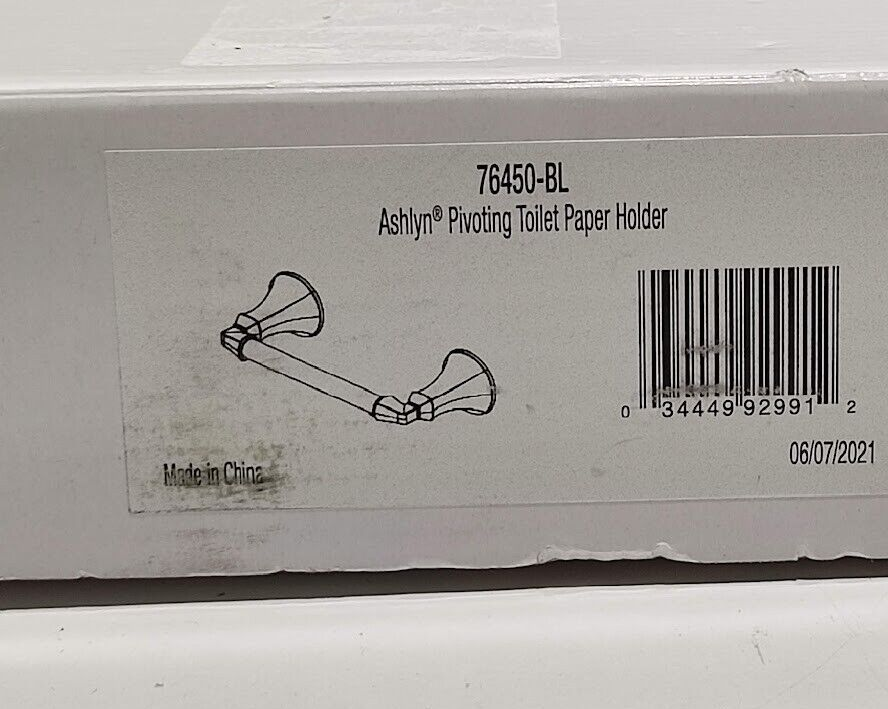 76450-BL
Ashlyn® Pivoting Toilet Paper Holder
0 34449 92991 2
06/07/2021
Made in China